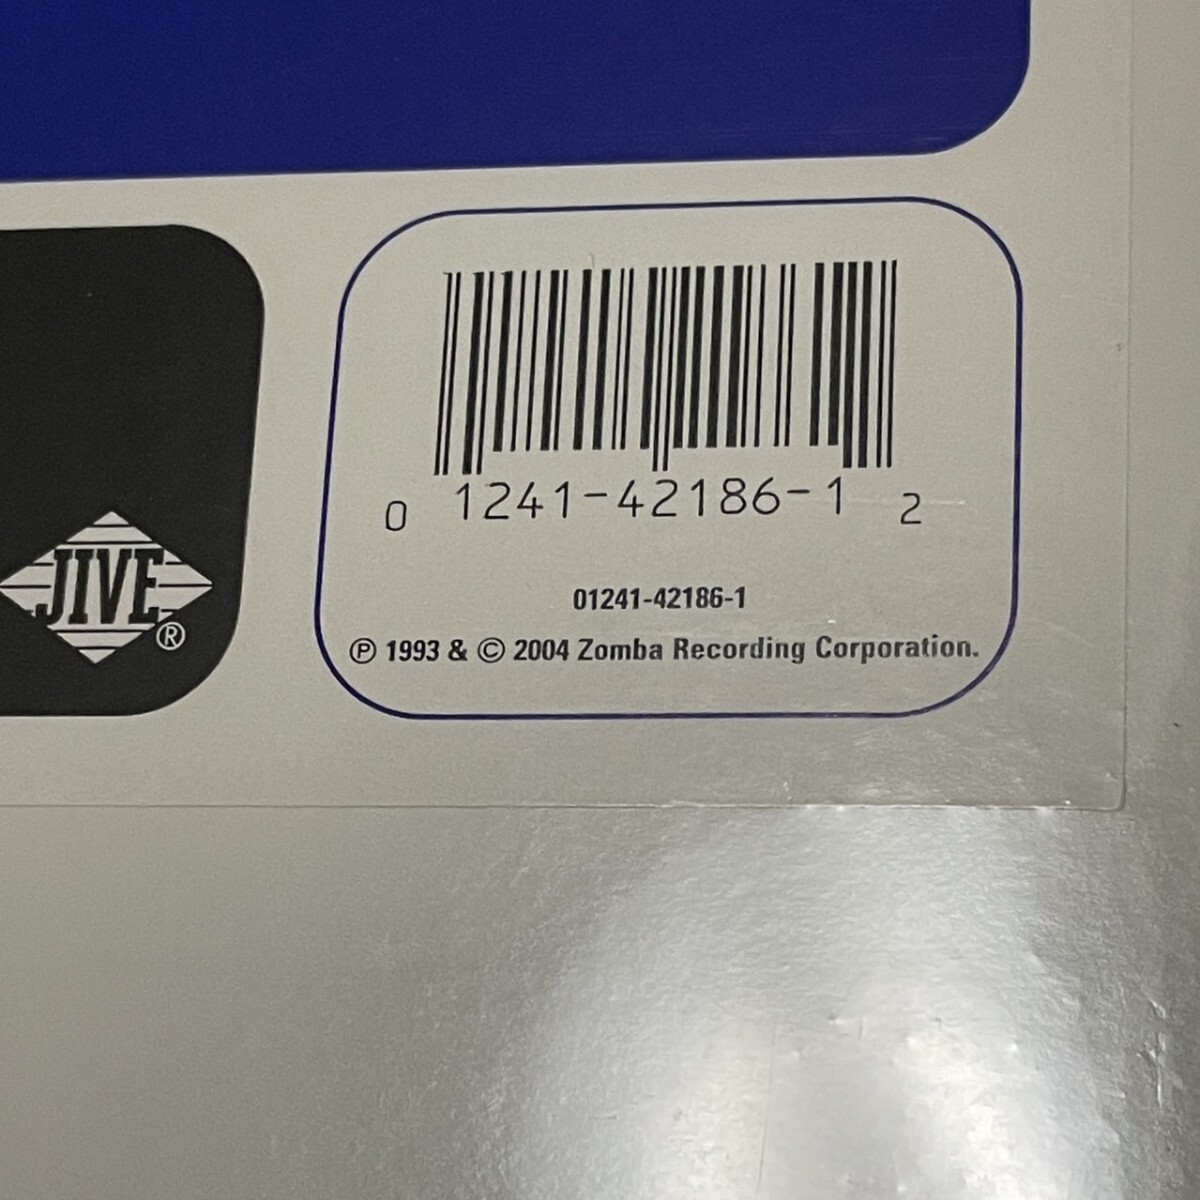 0 1241-42186-1 2
01241-42186-1
JIVE®
℗ 1993 & © 2004 Zomba Recording Corporation.